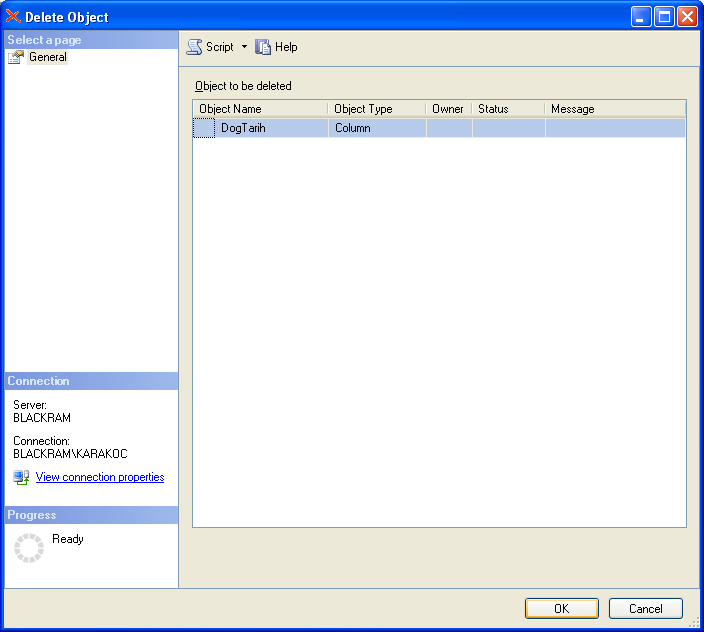 Delete Object
Select a page
General
Script
Help
Object to be deleted
Object Name Object Type Owner Status Message
DogTarih Column
Connection
Server:
BLACKRAM
Connection:
BLACKRAM\KARAKOC
View connection properties
Progress
Ready
OK
Cancel